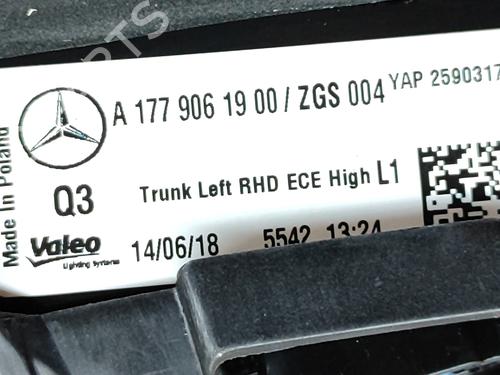 A 177 906 19 00 / ZGS 004
YAP 2590317
Made In Poland
Q3
Trunk Left RHD ECE High L1
Valeo
Lighting Systems
14/06/18
5542 13:24